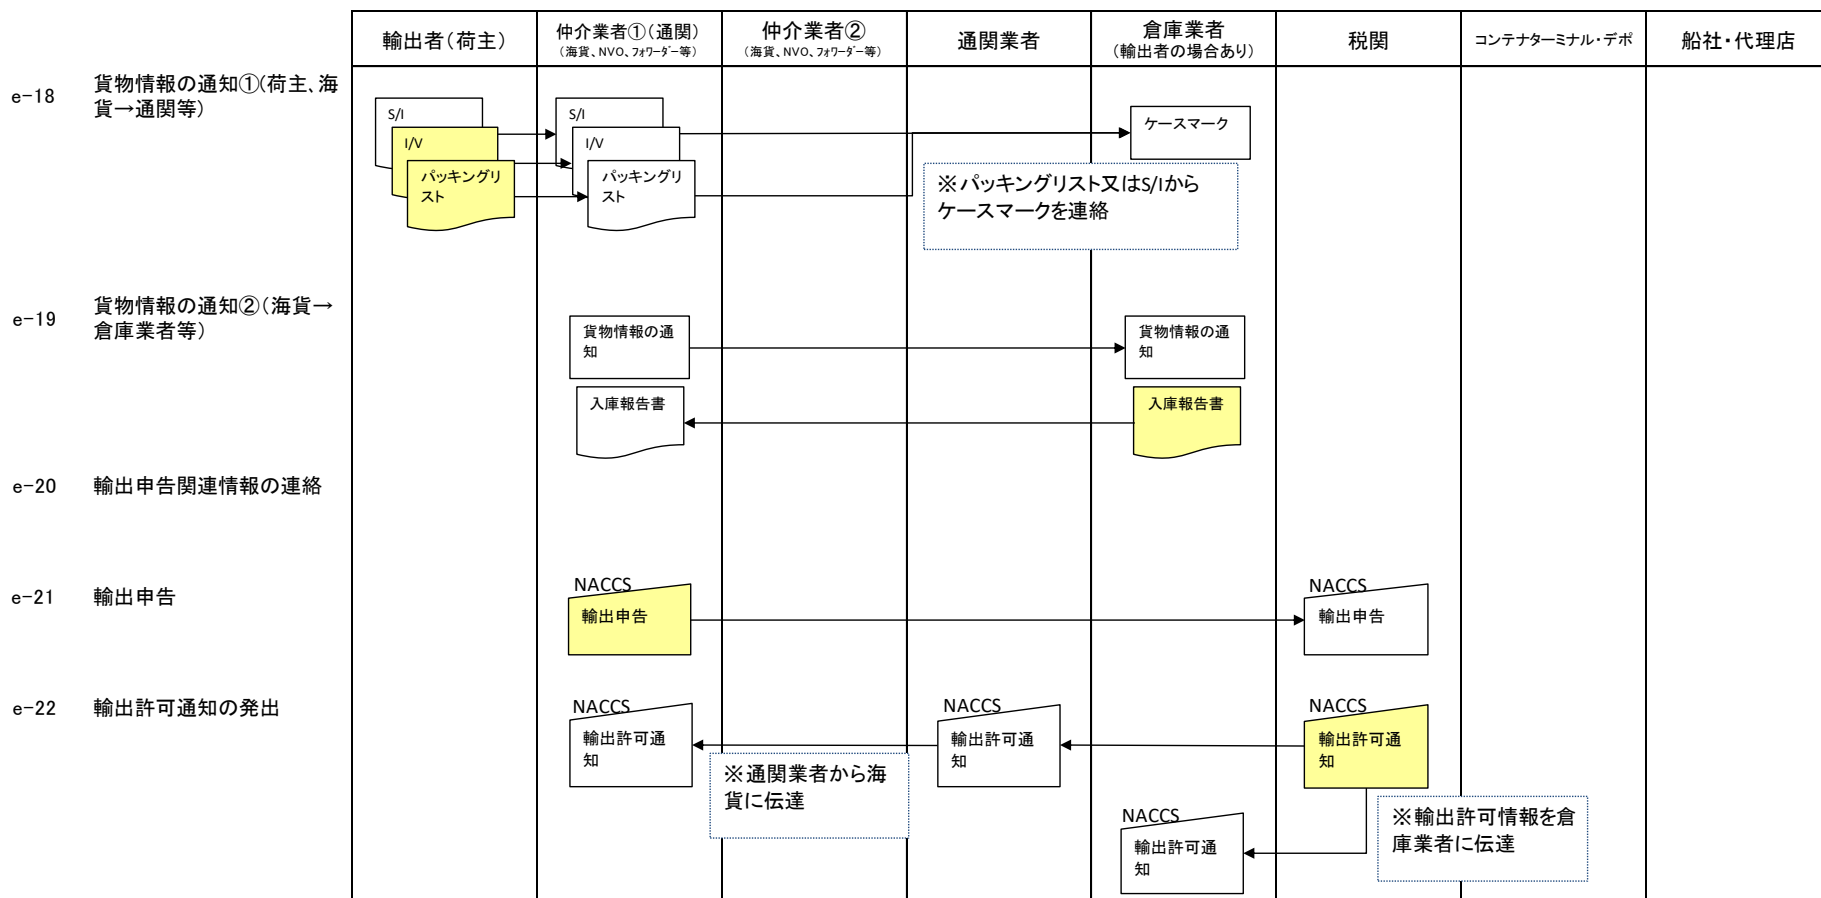 輸出者(荷主)
仲介業者①(通関)
(海貨、NVO、フォワーダー等)
仲介業者②
(海貨、NVO、フォワーダー等)
通関業者
倉庫業者
(輸出者の場合あり)
税関
コンテナターミナル・デポ
船社・代理店
e-18
貨物情報の通知①(荷主、海
貨→通関等)
S/I
I/V
パッキングリ
スト
S/I
I/V
パッキングリ
スト
ケースマーク
※パッキングリスト又はS/Iから
ケースマークを連絡
e-19
貨物情報の通知②(海貨→
倉庫業者等)
貨物情報の通
知
貨物情報の通
知
入庫報告書
入庫報告書
e-20
輸出申告関連情報の連絡
e-21
輸出申告
NACCS
輸出申告
NACCS
輸出申告
e-22
輸出許可通知の発出
NACCS
輸出許可通
知
※通関業者から海
貨に伝達
NACCS
輸出許可通
知
NACCS
輸出許可通
知
NACCS
輸出許可通
知
※輸出許可情報を倉
庫業者に伝達